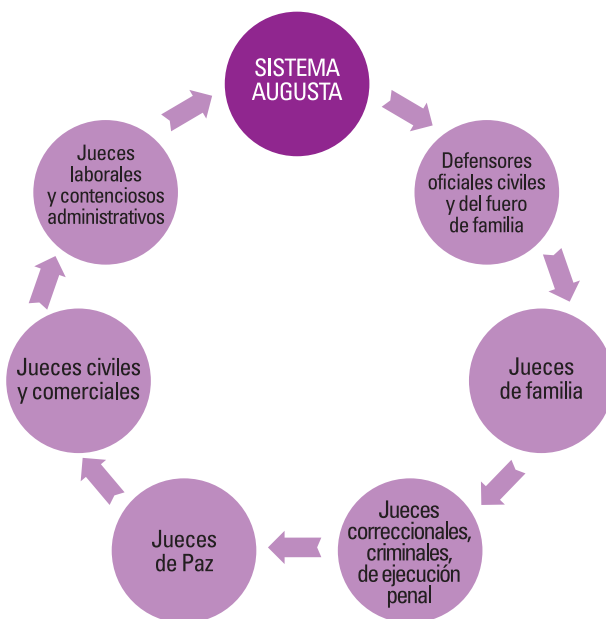 SISTEMA
AUGUSTA
Defensores
oficiales civiles
y del fuero
de familia
Jueces
de familia
Jueces
correccionales,
criminales,
de ejecución
penal
Jueces
de Paz
Jueces civiles
y comerciales
Jueces
laborales
y contenciosos
administrativos